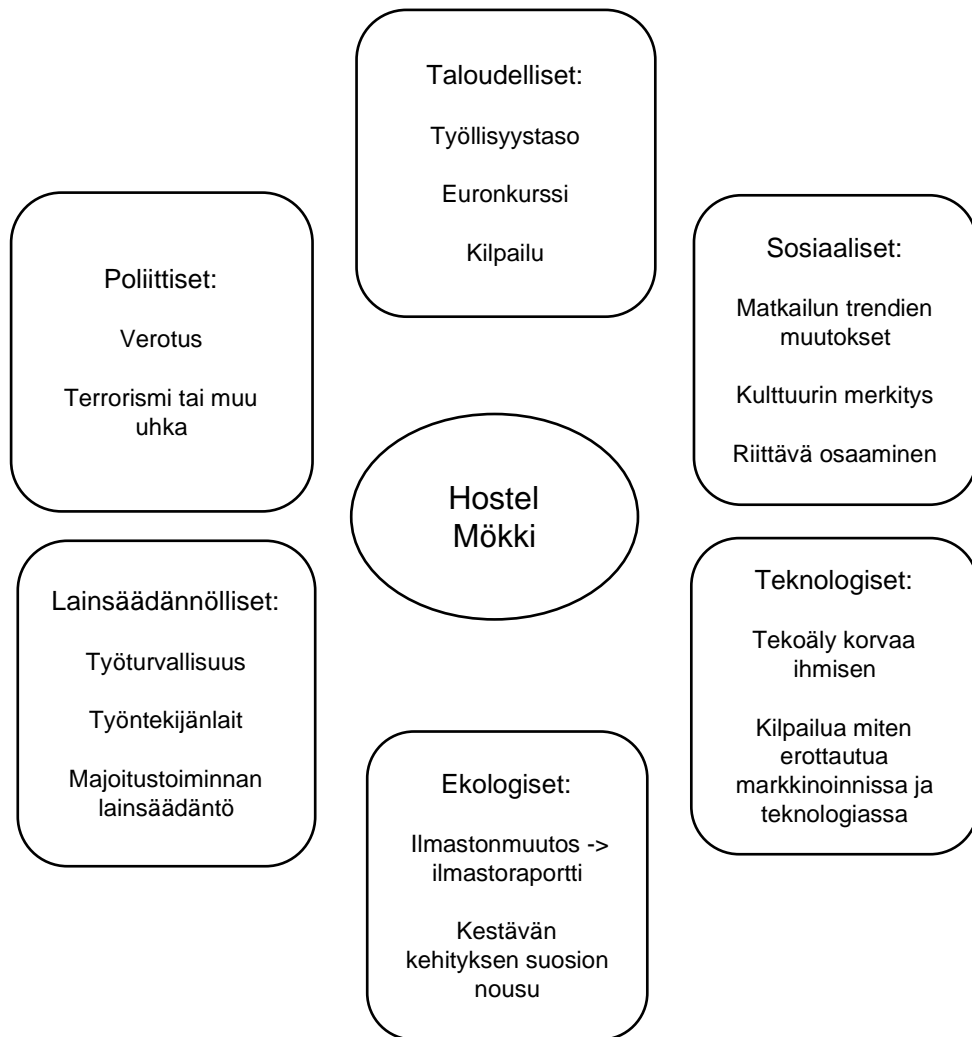 Taloudelliset:
Työllisyystaso
Euronkurssi
Kilpailu
Poliittiset:
Verotus
Terrorismi tai muu
uhka
Sosiaaliset:
Matkailun trendien
muutokset
Kulttuurin merkitys
Riittävä osaaminen
Hostel
Mökki
Lainsäädännölliset:
Työturvallisuus
Työntekijänlait
Majoitustoiminnan
lainsäädäntö
Teknologiset:
Tekoäly korvaa
ihmisen
Kilpailua miten
erottautua
markkinoinnissa ja
teknologiassa
Ekologiset:
Ilmastonmuutos ->
ilmastoraportti
Kestävän
kehityksen suosion
nousu